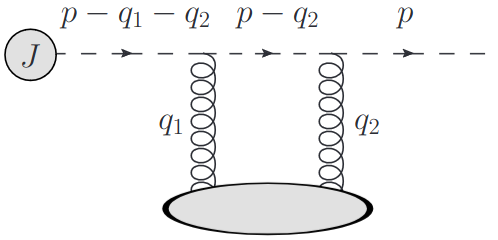 p − q₁ − q₂ p − q₂ p
J
q₁ q₂